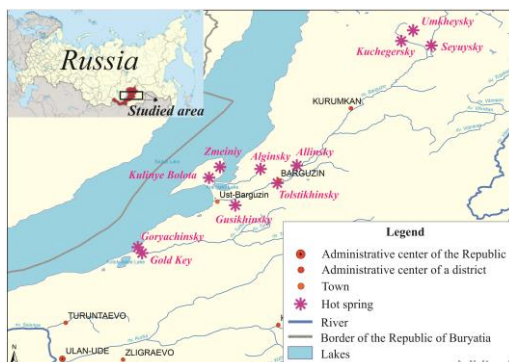 Russia
Studied area
Umkheysky
Kuchegersky
Seyuysky
KURUMKAN
Zmeiniy
Kulinye Bolota
Alginsky
Allinsky
BARGUZIN
Tolstikhinsky
Ust-Barguzin
Gusikhinsky
Goryachinsky
Gold Key
TURUNTAEVO
ULAN-UDE
ZLIGRAEVO
N
Legend
Administrative center of the Republic
Administrative center of a district
Town
Hot spring
River
Border of the Republic of Buryatia
Lakes